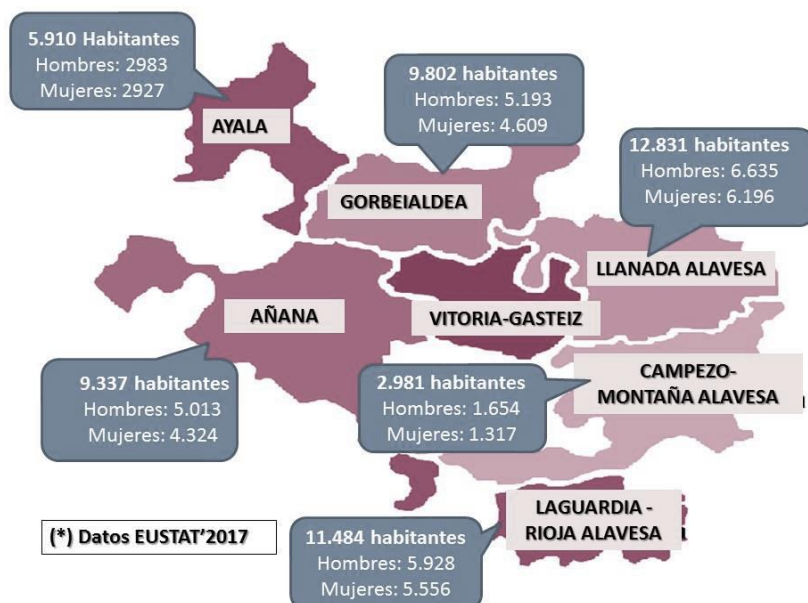 5.910 Habitantes
Hombres: 2983
Mujeres: 2927
AYALA
9.802 habitantes
Hombres: 5.193
Mujeres: 4.609
GORBEIALDEA
12.831 habitantes
Hombres: 6.635
Mujeres: 6.196
LLANADA ALAVESA
AÑANA
VITORIA-GASTEIZ
9.337 habitantes
Hombres: 5.013
Mujeres: 4.324
2.981 habitantes
Hombres: 1.654
Mujeres: 1.317
CAMPEZO-
MONTAÑA ALAVESA
LAGUARDIA -
RIOJA ALAVESA
(*) Datos EUSTAT'2017
11.484 habitantes
Hombres: 5.928
Mujeres: 5.556